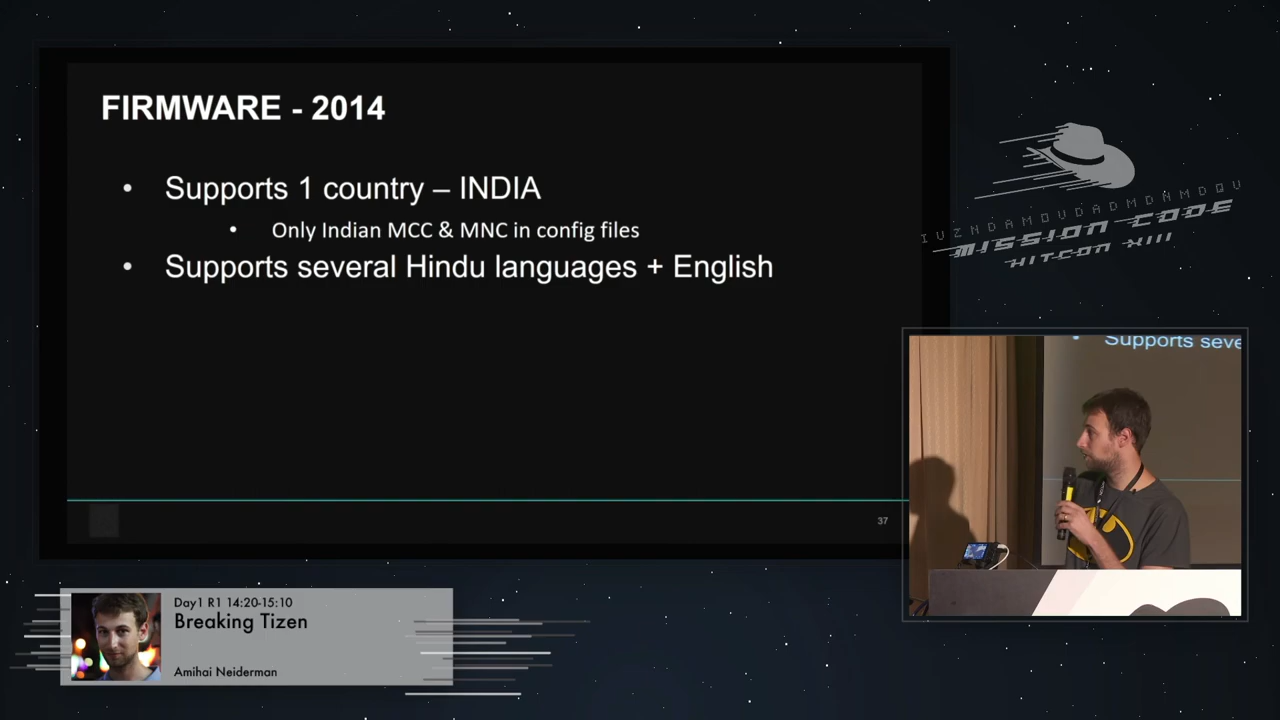 FIRMWARE - 2014
• Supports 1 country – INDIA
• Only Indian MCC & MNC in config files
• Supports several Hindu languages + English
37
IUZNDAMOVDADMDNMDQU
MISSION CODE
HITCON XIII
• Supports seve
Day1 R1 14:20-15:10
Breaking Tizen
Amihai Neiderman